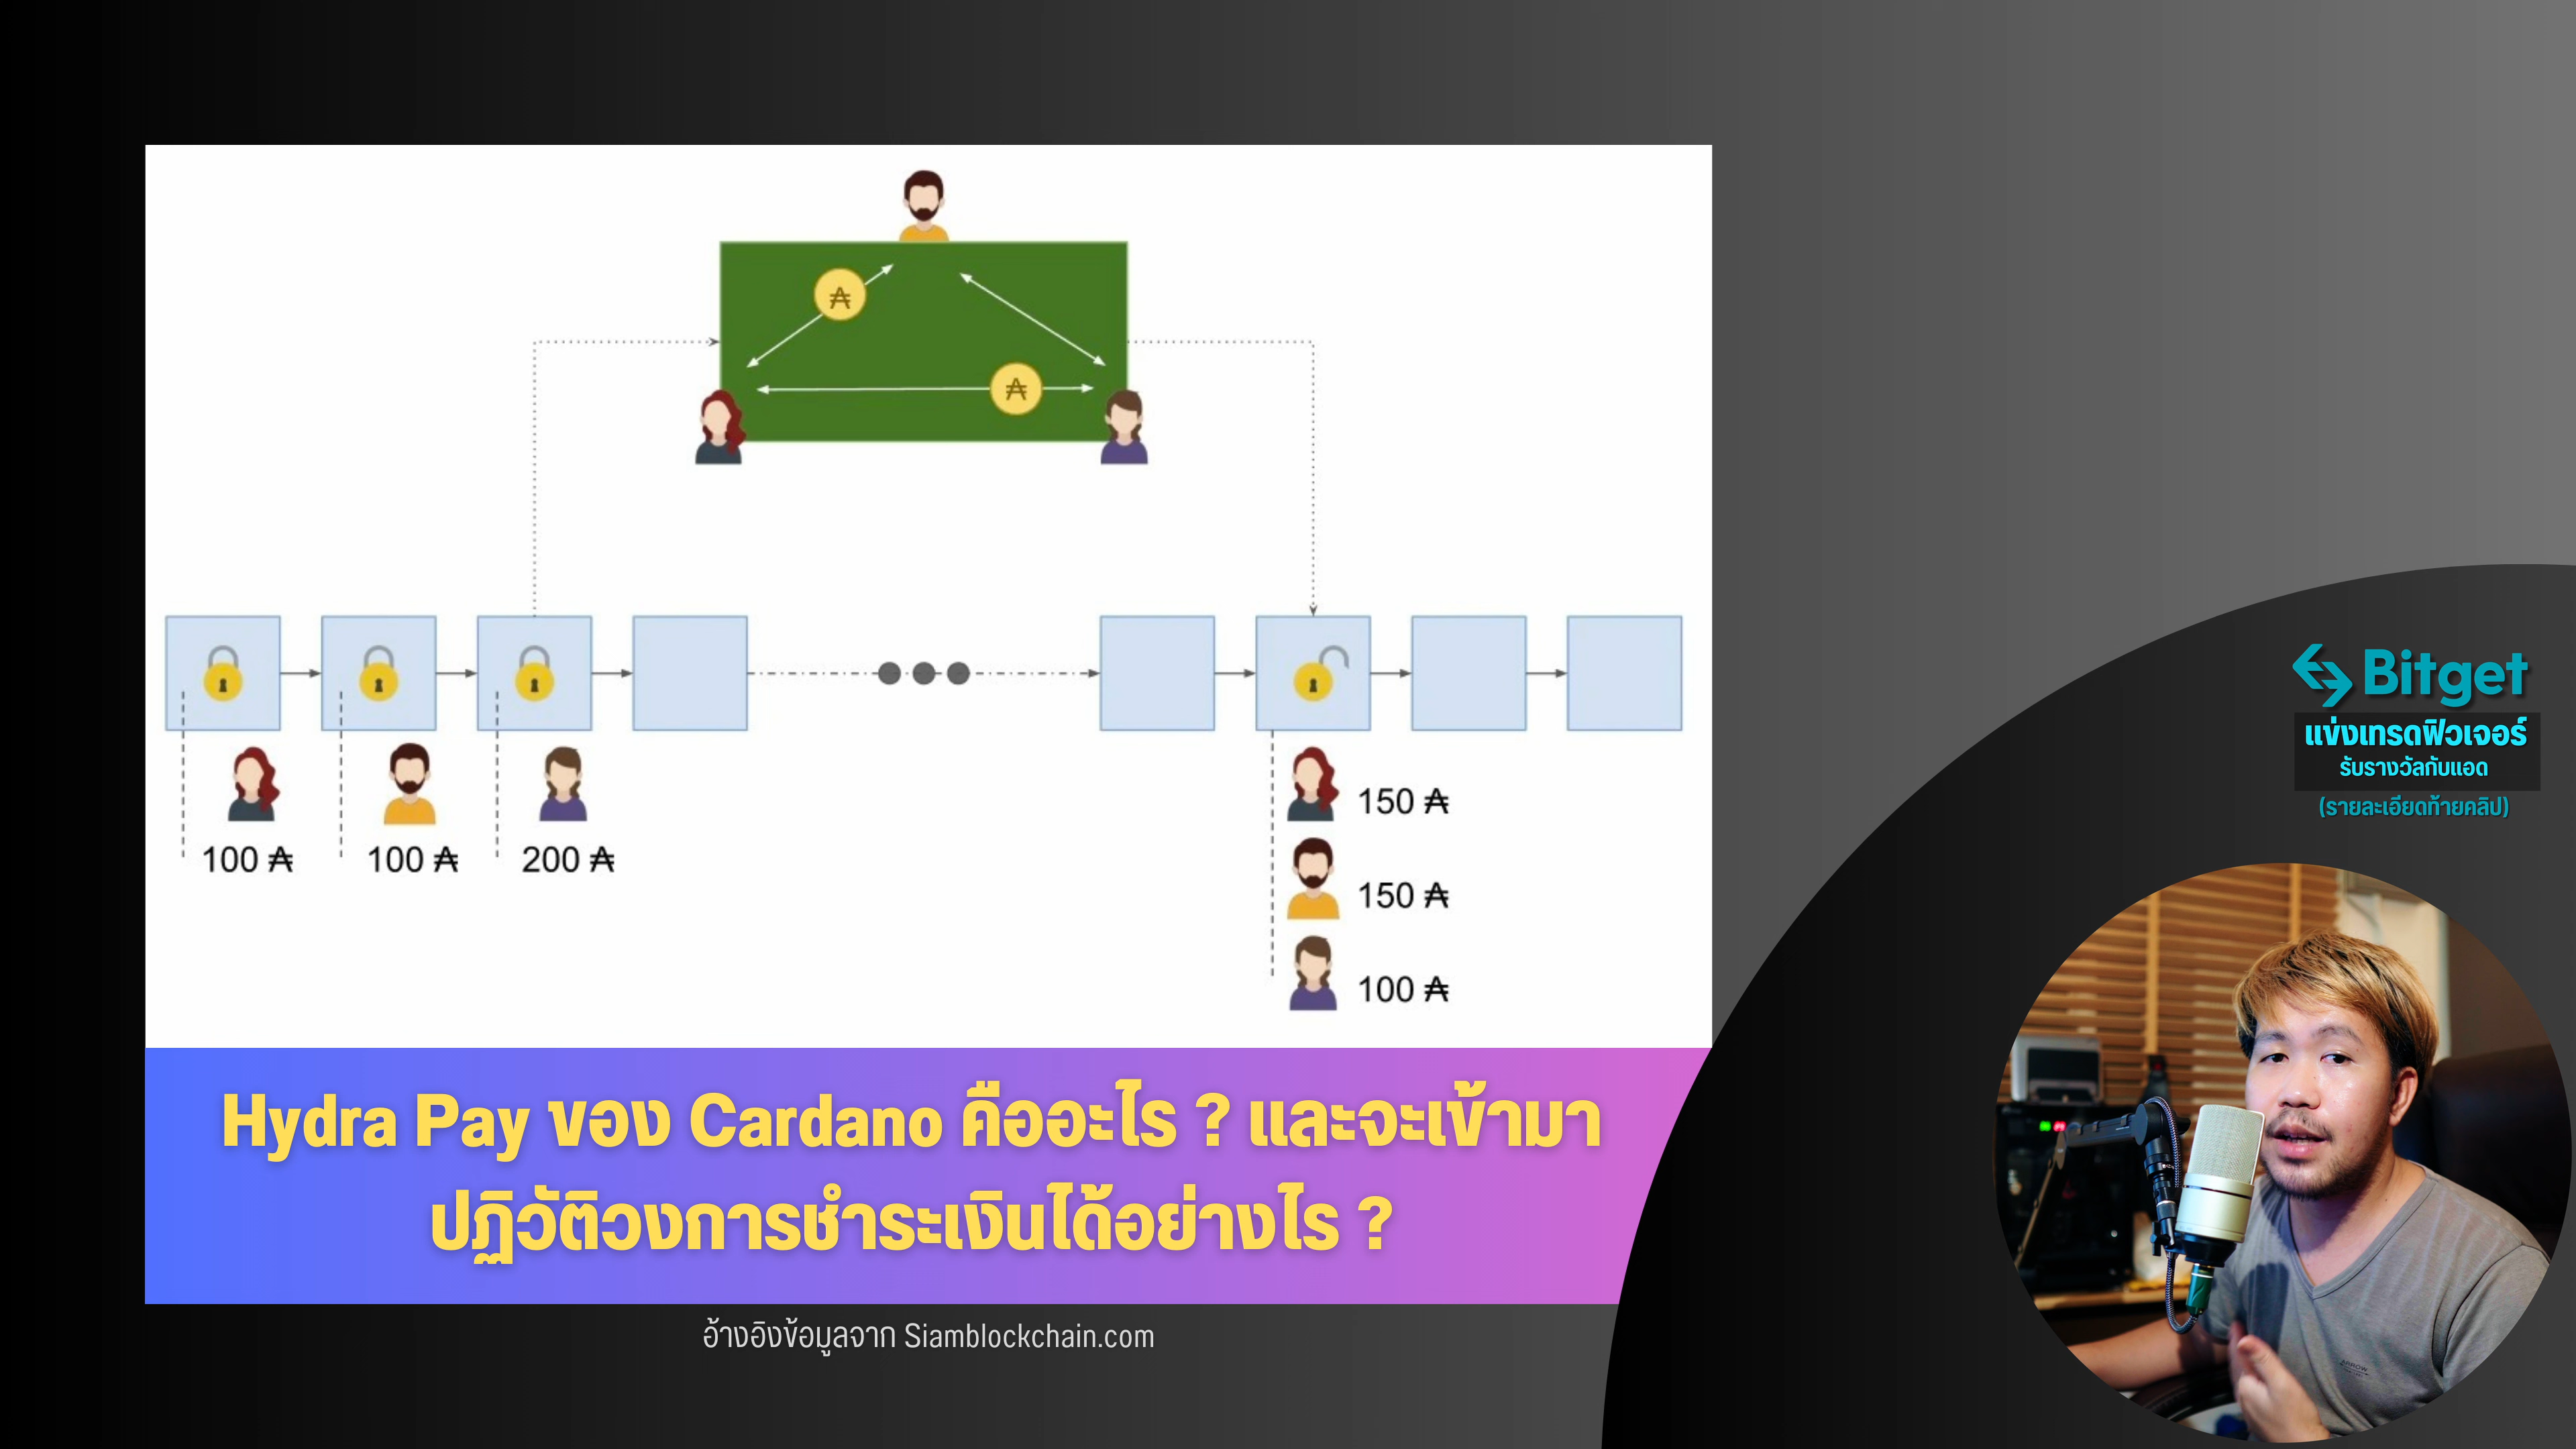 ₳
₳
100 ₳
100 ₳
200 ₳
150 ₳
150 ₳
100 ₳
Hydra Pay ของ Cardano คืออะไร ? และจะเข้ามา
ปฏิวัติวงการชำระเงินได้อย่างไร ?
อ้างอิงข้อมูลจาก Siamblockchain.com
Bitget
แข่งเทรดฟิวเจอร์
รับรางวัลกับแอด
(รายละเอียดท้ายคลิป)